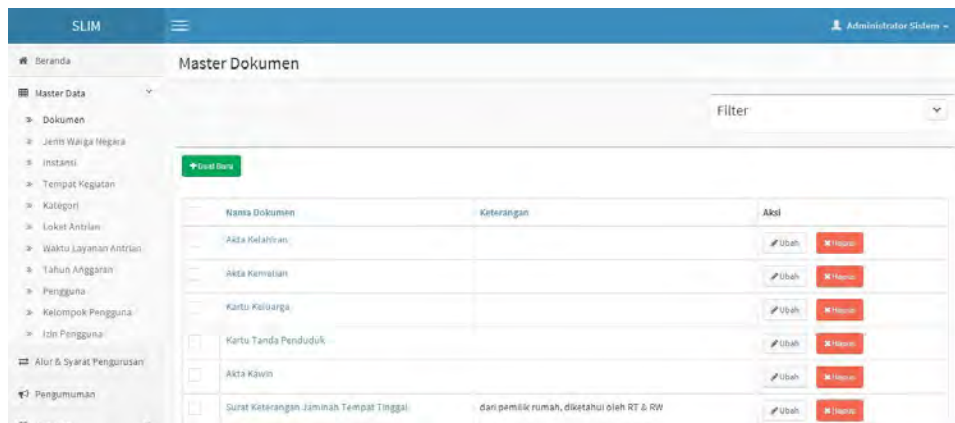 SLIM
Administrator Sistem
Beranda
Master Dokumen
Master Data
Filter
Dokumen
Jenis Warga Negara
Instansi
Tempat Kegiatan
Kategori
Loket Antrian
Waktu Layanan Antrian
Tahun Anggaran
Pengguna
Kelompok Pengguna
Izin Pengguna
Alur & Syarat Pengurusan
Pengumuman
Buat Baru
Nama Dokumen Keterangan Aksi
Akta Kelahiran Ubah Hapus
Akta Kematian Ubah Hapus
Kartu Keluarga Ubah Hapus
Kartu Tanda Penduduk Ubah Hapus
Akta Kawin Ubah Hapus
Surat Keterangan Jaminan Tempat Tinggal dari pemilik rumah, diketahui oleh RT & RW Ubah Hapus